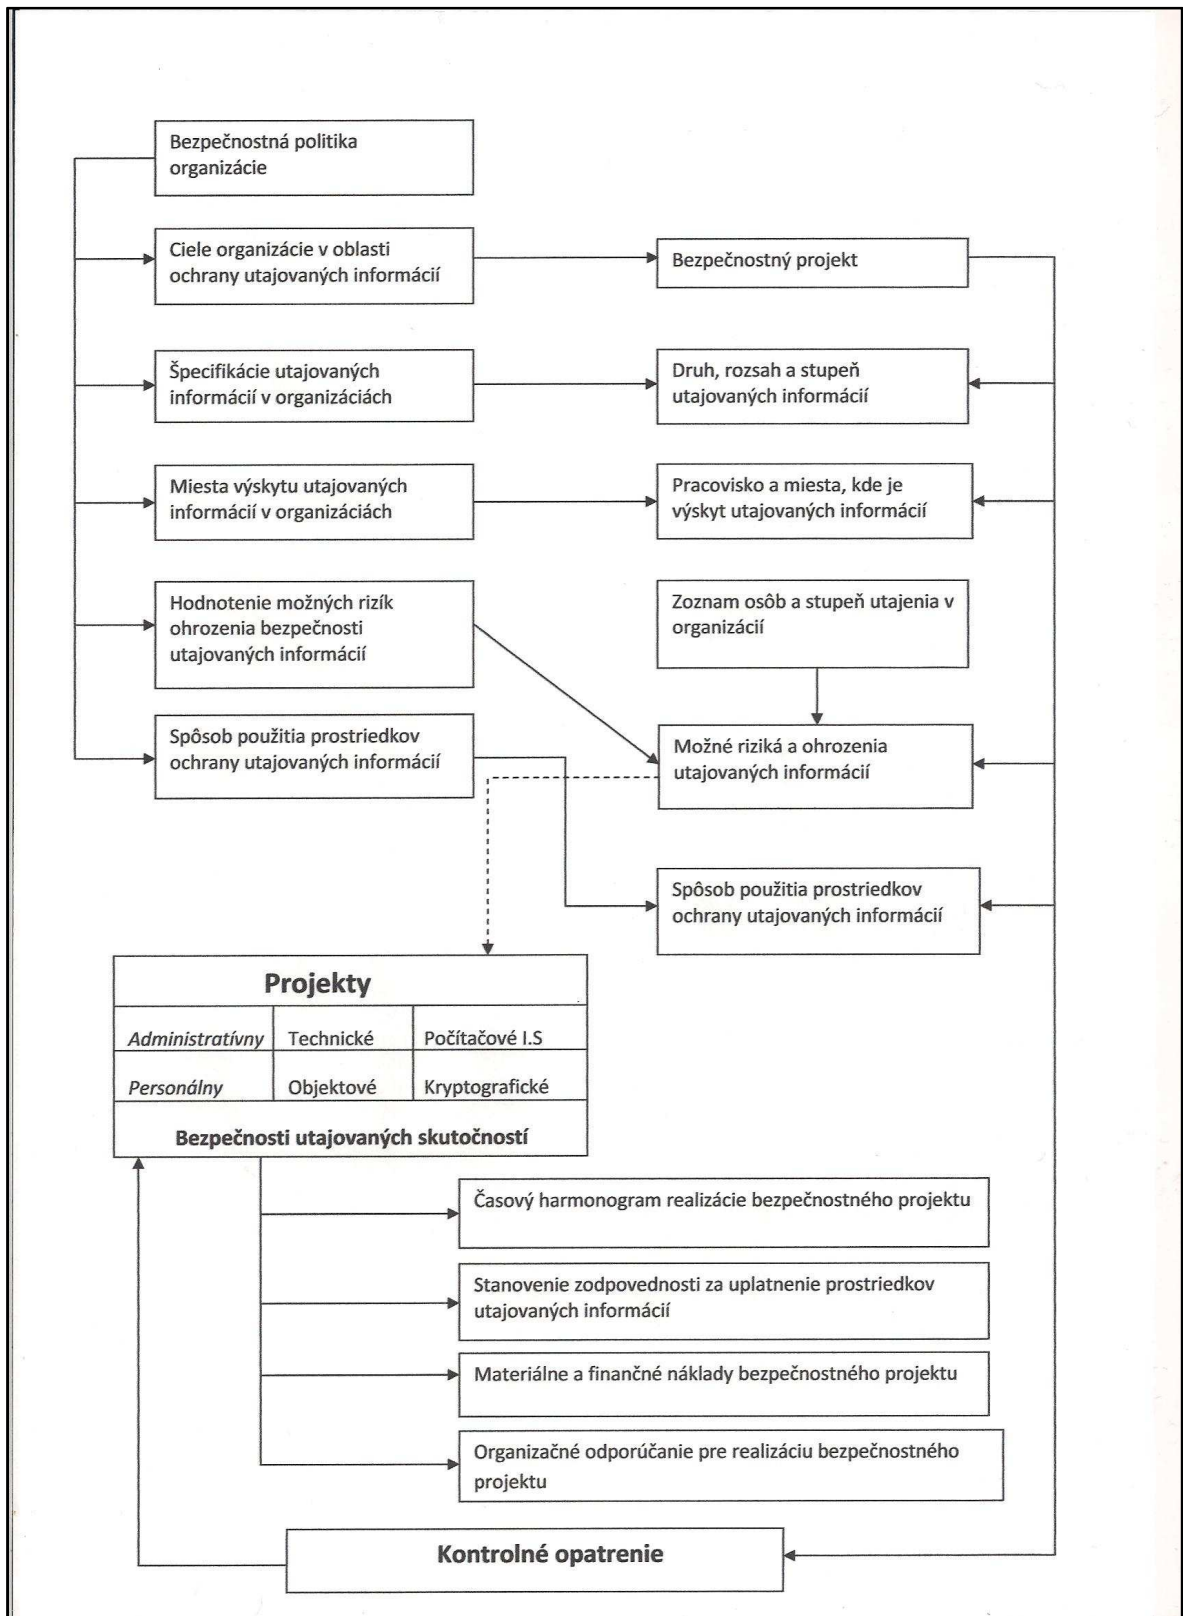 Bezpečnostná politika
organizácie
Ciele organizácie v oblasti
ochrany utajovaných informácií
Bezpečnostný projekt
Špecifikácie utajovaných
informácií v organizáciách
Druh, rozsah a stupeň
utajovaných informácií
Miesta výskytu utajovaných
informácií v organizáciách
Pracovisko a miesta, kde je
výskyt utajovaných informácií
Hodnotenie možných rizík
ohrozenia bezpečnosti
utajovaných informácií
Zoznam osôb a stupeň utajenia v
organizácií
Spôsob použitia prostriedkov
ochrany utajovaných informácií
Možné riziká a ohrozenia
utajovaných informácií
Spôsob použitia prostriedkov
ochrany utajovaných informácií
Projekty
Administratívny Technické Počítačové I.S
Personálny Objektové Kryptografické
Bezpečnosti utajovaných skutočností
Časový harmonogram realizácie bezpečnostného projektu
Stanovenie zodpovednosti za uplatnenie prostriedkov
utajovaných informácií
Materiálne a finančné náklady bezpečnostného projektu
Organizačné odporúčanie pre realizáciu bezpečnostného
projektu
Kontrolné opatrenie